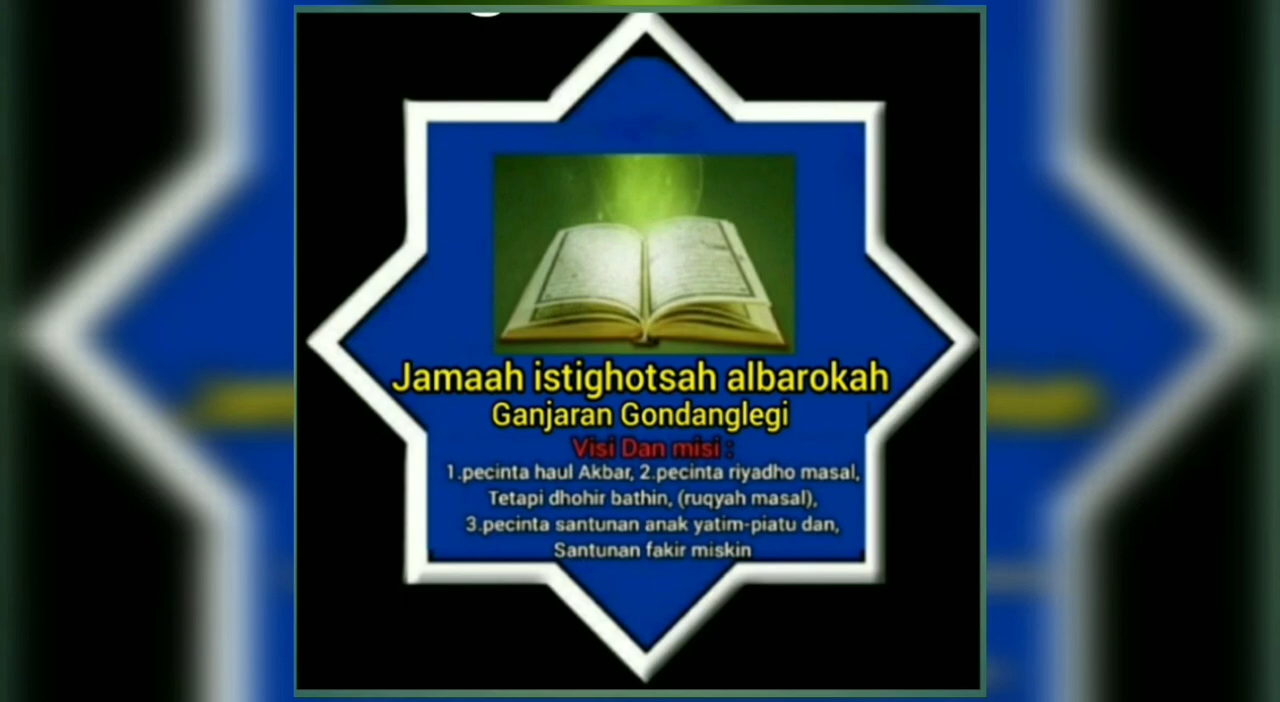 Jamaah istighotsah albarokah
Ganjaran Gondanglegi
Visi Dan misi :
1.pecinta haul Akbar, 2.pecinta riyadho masal,
Tetapi dhohir bathin, (ruqyah masal),
3.pecinta santunan anak yatim-piatu dan,
Santunan fakir miskin